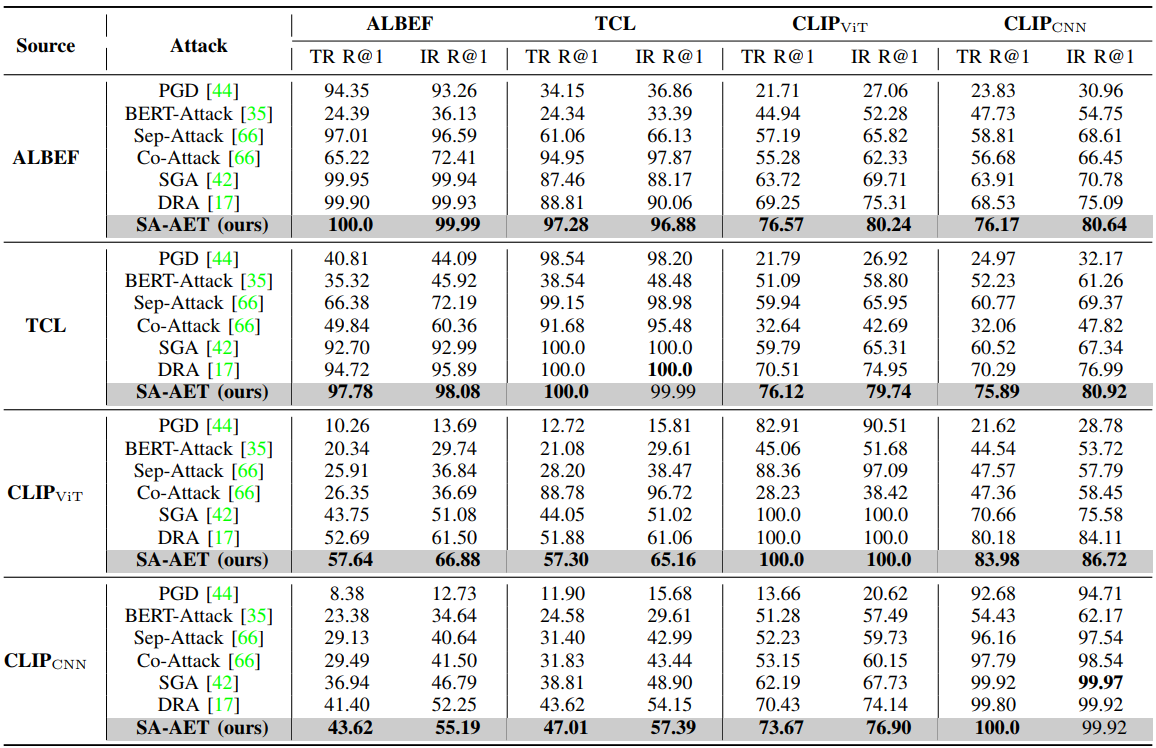 Source Attack ALBEF TCL CLIPViT CLIPCNN
TR R@1 IR R@1 TR R@1 IR R@1 TR R@1 IR R@1 TR R@1 IR R@1
ALBEF
PGD [44] 94.35 93.26 34.15 36.86 21.71 27.06 23.83 30.96
BERT-Attack [35] 24.39 36.13 24.34 33.39 44.94 52.28 47.73 54.75
Sep-Attack [66] 97.01 96.59 61.06 66.13 57.19 65.82 58.81 68.61
Co-Attack [66] 65.22 72.41 94.95 97.87 55.28 62.33 56.68 66.45
SGA [42] 99.95 99.94 87.46 88.17 63.72 69.71 63.91 70.78
DRA [17] 99.90 99.93 88.81 90.06 69.25 75.31 68.53 75.09
SA-AET (ours) 100.0 99.99 97.28 96.88 76.57 80.24 76.17 80.64
TCL
PGD [44] 40.81 44.09 98.54 98.20 21.79 26.92 24.97 32.17
BERT-Attack [35] 35.32 45.92 38.54 48.48 51.09 58.80 52.23 61.26
Sep-Attack [66] 66.38 72.19 99.15 98.98 59.94 65.95 60.77 69.37
Co-Attack [66] 49.84 60.36 91.68 95.48 32.64 42.69 32.06 47.82
SGA [42] 92.70 92.99 100.0 100.0 59.79 65.31 60.52 67.34
DRA [17] 94.72 95.89 100.0 100.0 70.51 74.95 70.29 76.99
SA-AET (ours) 97.78 98.08 100.0 99.99 76.12 79.74 75.89 80.92
CLIPViT
PGD [44] 10.26 13.69 12.72 15.81 82.91 90.51 21.62 28.78
BERT-Attack [35] 20.34 29.74 21.08 29.61 45.06 51.68 44.54 53.72
Sep-Attack [66] 25.91 36.84 28.20 38.47 88.36 97.09 47.57 57.79
Co-Attack [66] 26.35 36.69 88.78 96.72 28.23 38.42 47.36 58.45
SGA [42] 43.75 51.08 44.05 51.02 100.0 100.0 70.66 75.58
DRA [17] 52.69 61.50 51.88 61.06 100.0 100.0 80.18 84.11
SA-AET (ours) 57.64 66.88 57.30 65.16 100.0 100.0 83.98 86.72
CLIPCNN
PGD [44] 8.38 12.73 11.90 15.68 13.66 20.62 92.68 94.71
BERT-Attack [35] 23.38 34.64 24.58 29.61 51.28 57.49 54.43 62.17
Sep-Attack [66] 29.13 40.64 31.40 42.99 52.23 59.73 96.16 97.54
Co-Attack [66] 29.49 41.50 31.83 43.44 53.15 60.15 97.79 98.54
SGA [42] 36.94 46.79 38.81 48.90 62.19 67.73 99.92 99.97
DRA [17] 41.40 52.25 43.62 54.15 70.43 74.14 99.80 99.92
SA-AET (ours) 43.62 55.19 47.01 57.39 73.67 76.90 100.0 99.92